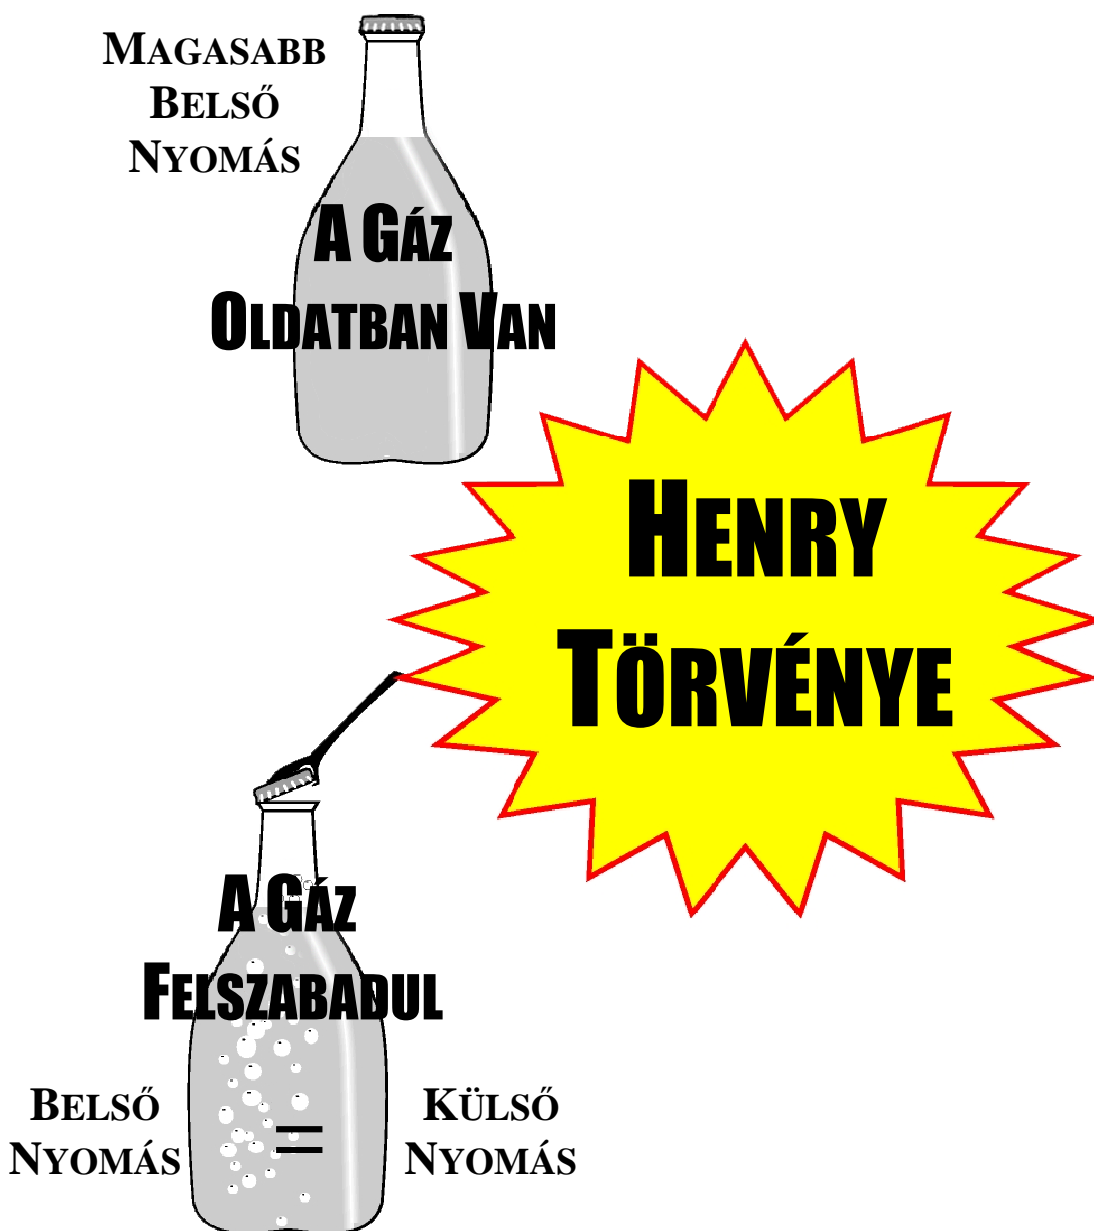 MAGASABB
BELSŐ
NYOMÁS
A GÁZ
OLDATBAN VAN
HENRY
TÖRVÉNYE
A GÁZ
FELSZABADUL
BELSŐ
NYOMÁS
=
KÜLSŐ
NYOMÁS